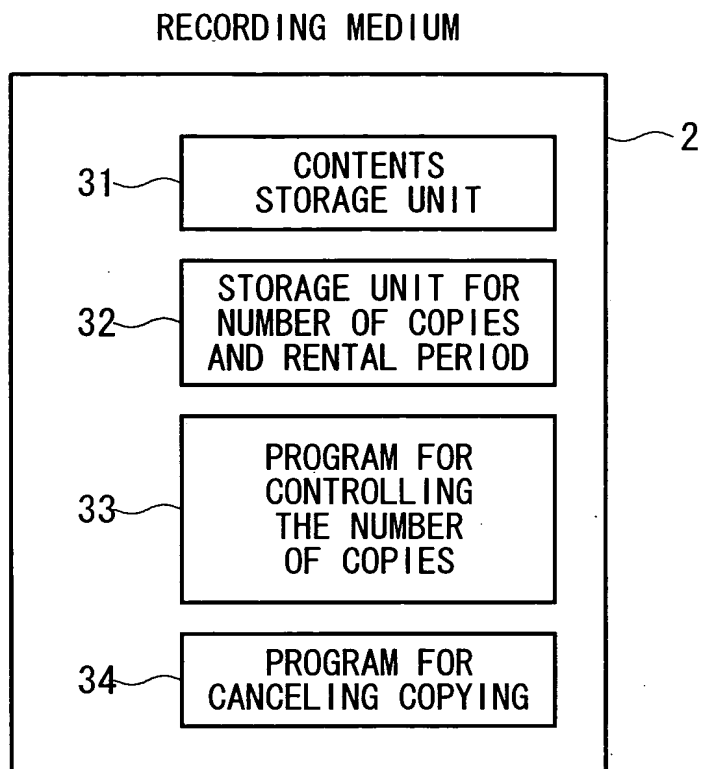 RECORDING MEDIUM
2
31
CONTENTS
STORAGE UNIT
32
STORAGE UNIT FOR
NUMBER OF COPIES
AND RENTAL PERIOD
33
PROGRAM FOR
CONTROLLING
THE NUMBER
OF COPIES
34
PROGRAM FOR
CANCELING COPYING